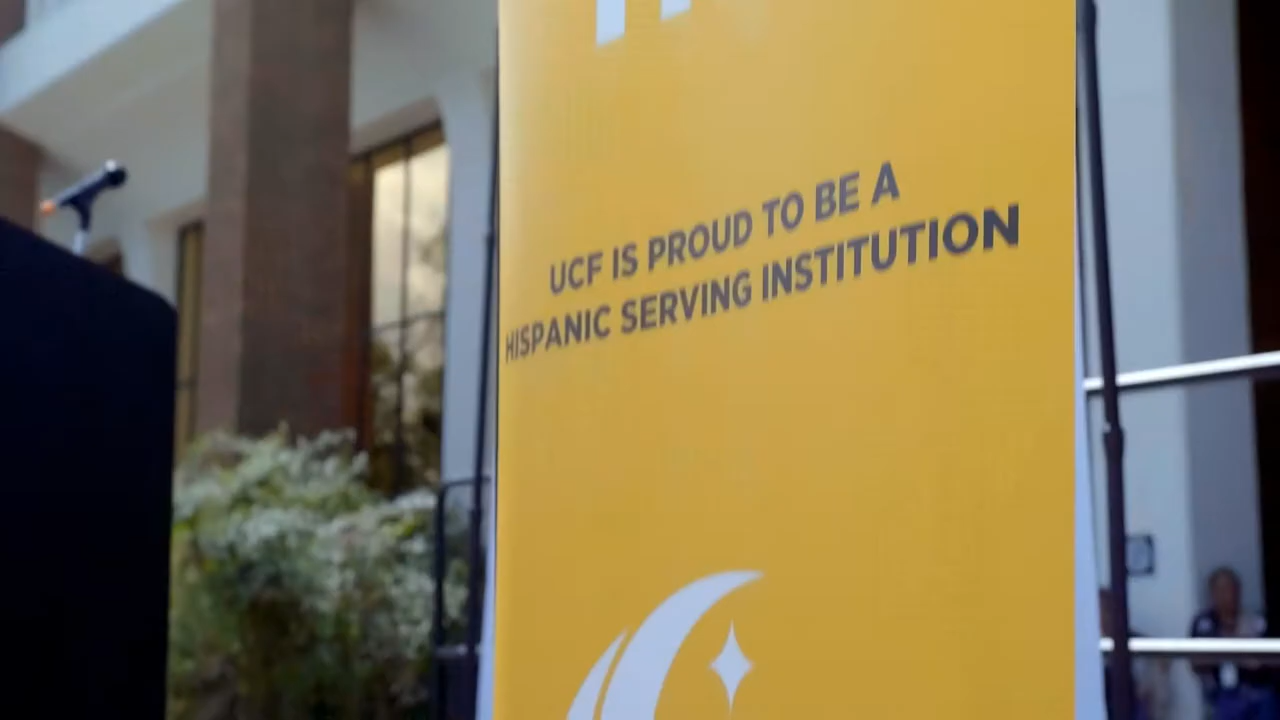 UCF IS PROUD TO BE A
HISPANIC SERVING INSTITUTION